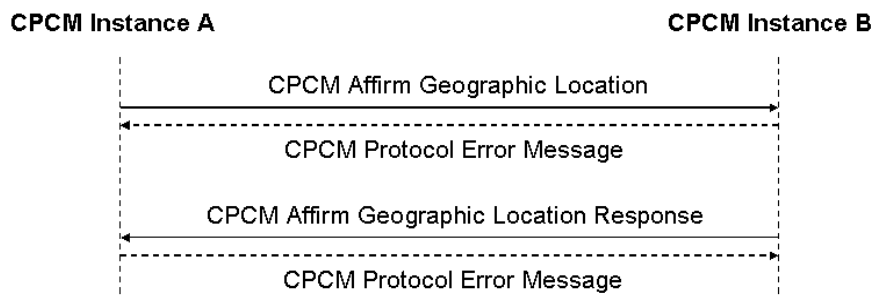 CPCM Instance A
CPCM Instance B
CPCM Affirm Geographic Location
CPCM Protocol Error Message
CPCM Affirm Geographic Location Response
CPCM Protocol Error Message